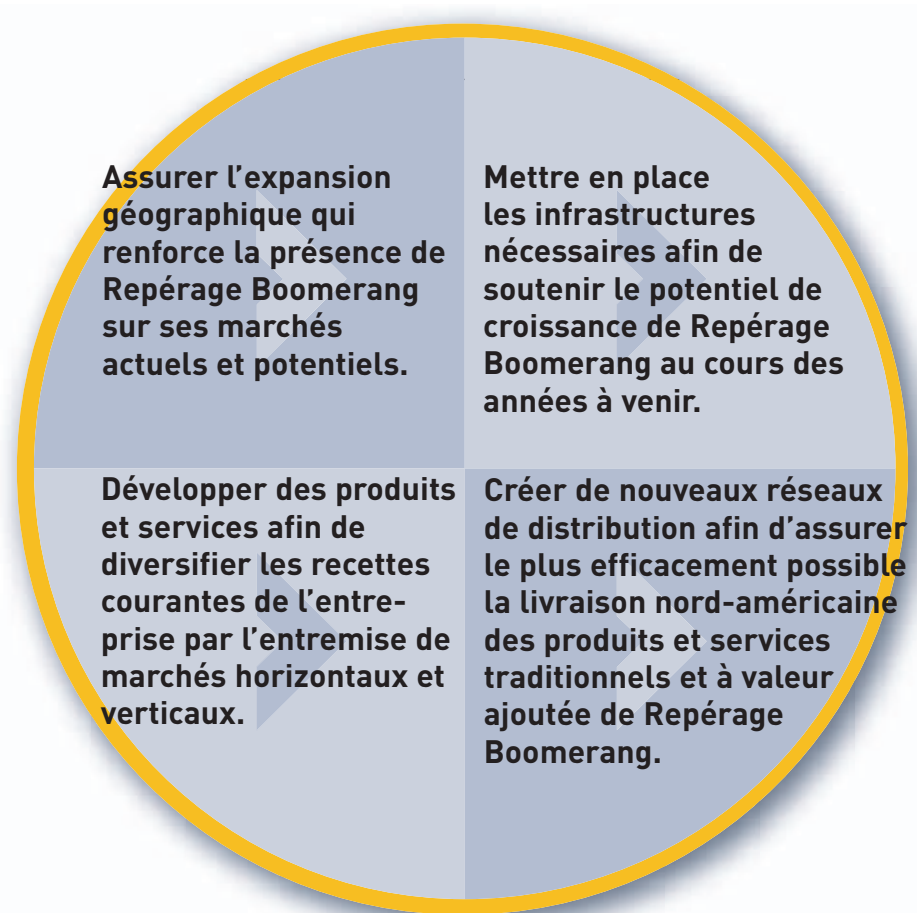 Assurer l’expansion
géographique qui
renforce la présence de
Repérage Boomerang
sur ses marchés
actuels et potentiels.
Mettre en place
les infrastructures
nécessaires afin de
soutenir le potentiel de
croissance de Repérage
Boomerang au cours des
années à venir.
Développer des produits
et services afin de
diversifier les recettes
courantes de l’entre-
prise par l’entremise de
marchés horizontaux et
verticaux.
Créer de nouveaux réseaux
de distribution afin d’assurer
le plus efficacement possible
la livraison nord-américaine
des produits et services
traditionnels et à valeur
ajoutée de Repérage
Boomerang.